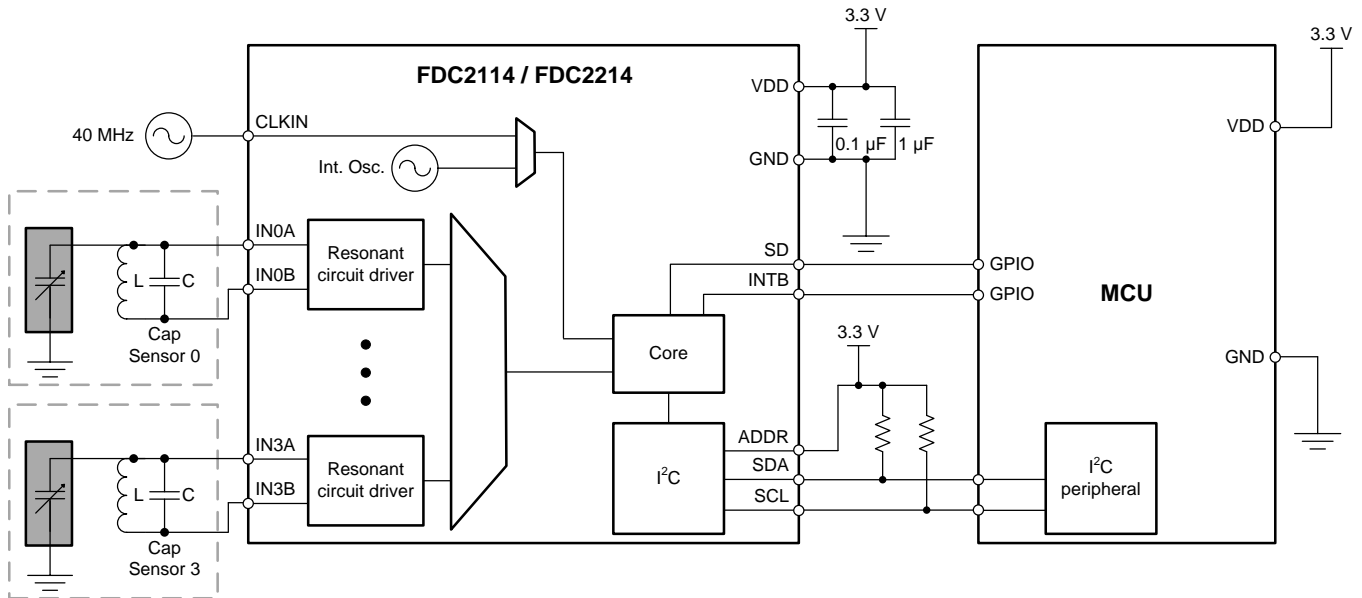 3.3 V
3.3 V
FDC2114 / FDC2214
VDD
40 MHz
CLKIN
0.1 µF
1 µF
VDD
GND
Int. Osc.
IN0A
Resonant
circuit driver
SD
GPIO
L
C
IN0B
INTB
GPIO
MCU
Cap
Sensor 0
3.3 V
Core
GND
IN3A
Resonant
circuit driver
ADDR
L
C
IN3B
I²C
SDA
SCL
I²C
peripheral
Cap
Sensor 3